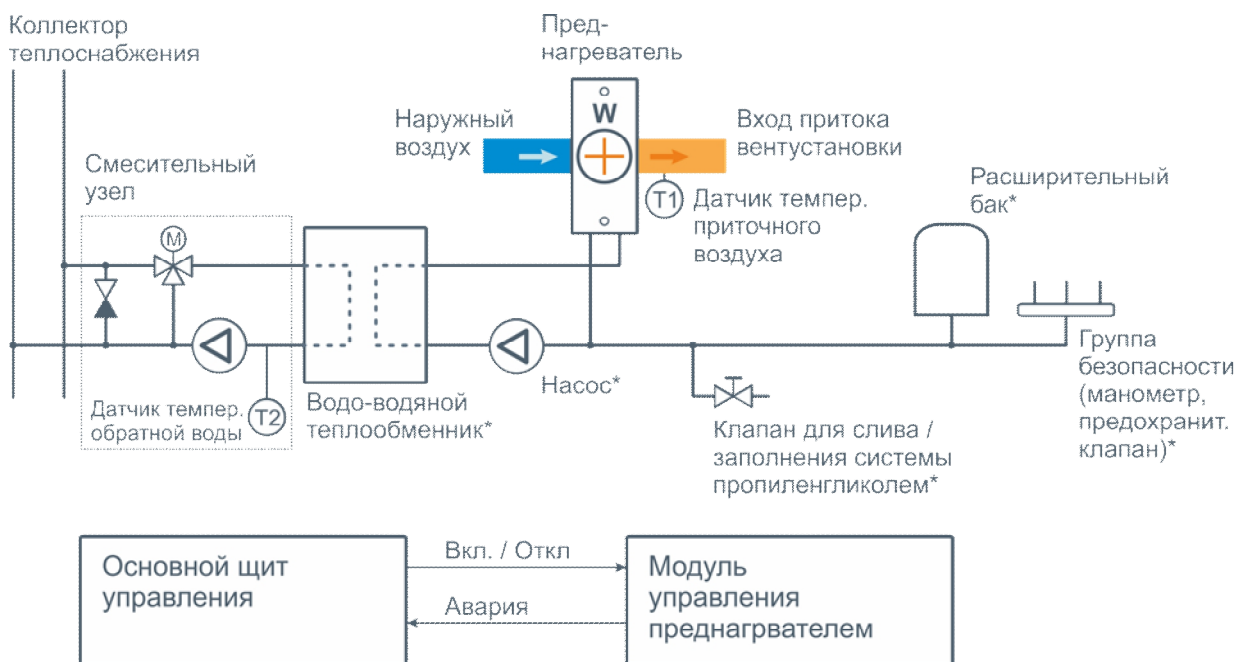 Коллектор
теплоснабжения
Пред-
нагреватель
W
Наружный
воздух
Вход притока
вентустановки
Смесительный
узел
T1
Датчик темпер.
приточного
воздуха
Расширительный
бак*
M
Датчик темпер.
обратной воды
T2
Водо-водяной
теплообменник*
Насос*
Клапан для слива /
заполнения системы
пропиленгликолем*
Группа
безопасности
(манометр,
предохранит.
клапан)*
Основной щит
управления
Вкл. / Откл
Авария
Модуль
управления
преднагрвателем